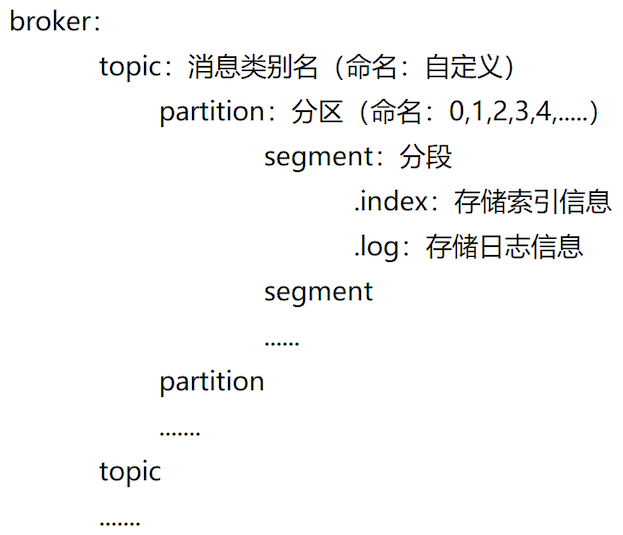 broker：
topic：消息类别名（命名：自定义）
partition：分区（命名：0,1,2,3,4,.....）
segment：分段
.index：存储索引信息
.log：存储日志信息
segment
......
partition
.......
topic
.......